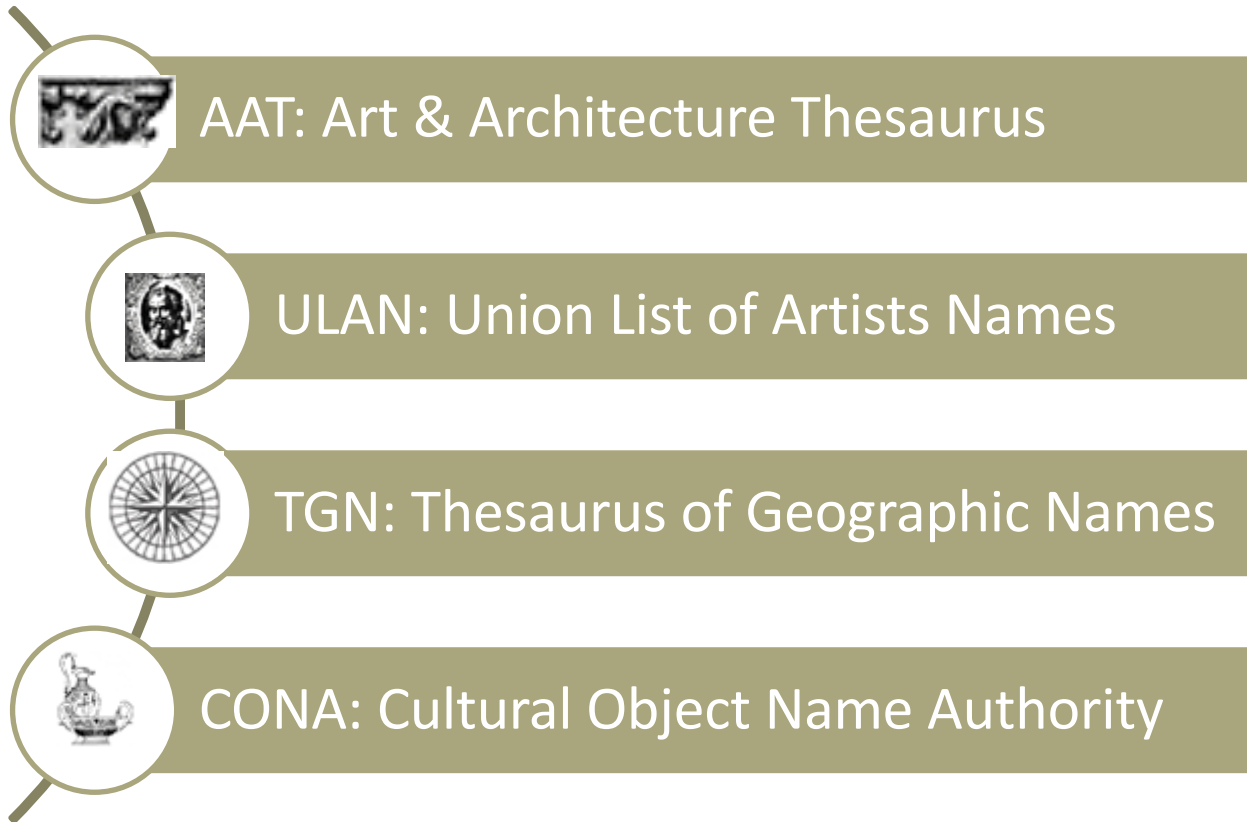 AAT: Art & Architecture Thesaurus
ULAN: Union List of Artists Names
TGN: Thesaurus of Geographic Names
CONA: Cultural Object Name Authority